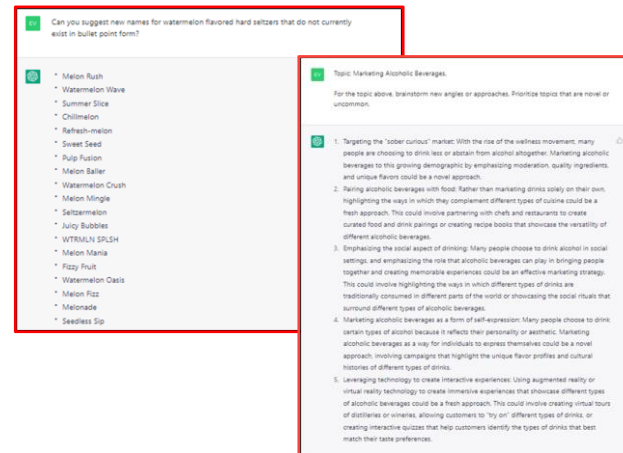 EV
Can you suggest new names for watermelon flavored hard seltzers that do not currently
exist in bullet point form?
* Melon Rush
* Watermelon Wave
* Summer Slice
* Chillmelon
* Refresh-melon
* Sweet Seed
* Pulp Fusion
* Melon Baller
* Watermelon Crush
* Melon Mingle
* Seltzermelon
* Juicy Bubbles
* WTRMLN SPLSH
* Melon Mania
* Fizzy Fruit
* Watermelon Oasis
* Melon Fizz
* Melonade
* Seedless Sip
EV
Topic: Marketing Alcoholic Beverages.
For the topic above, brainstorm new angles or approaches. Prioritize topics that are novel or
uncommon.
1. Targeting the "sober curious" market: With the rise of the wellness movement, many
people are choosing to drink less or abstain from alcohol altogether. Marketing alcoholic
beverages to this growing demographic by emphasizing moderation, quality ingredients,
and unique flavors could be a novel approach.
2. Pairing alcoholic beverages with food: Rather than marketing drinks solely on their own,
highlighting the ways in which they complement different types of cuisine could be a
fresh approach. This could involve partnering with chefs and restaurants to create
curated food and drink pairings or creating recipe books that showcase the versatility of
different alcoholic beverages.
3. Emphasizing the social aspect of drinking: Many people choose to drink alcohol in social
settings, and emphasizing the role that alcoholic beverages can play in bringing people
together and creating memorable experiences could be an effective marketing strategy.
This could involve highlighting the ways in which different types of drinks are
traditionally consumed in different parts of the world or showcasing the social rituals that
surround different types of alcoholic beverages.
4. Marketing alcoholic beverages as a form of self-expression: Many people choose to drink
certain types of alcohol because it reflects their personality or aesthetic. Marketing
alcoholic beverages as a way for individuals to express themselves could be a novel
approach, involving campaigns that highlight the unique flavor profiles and cultural
histories of different types of drinks.
5. Leveraging technology to create interactive experiences: Using augmented reality or
virtual reality technology to create immersive experiences that showcase different types
of alcoholic beverages could be a fresh approach. This could involve creating virtual tours
of distilleries or wineries, allowing customers to "try on" different types of drinks, or
creating interactive quizzes that help customers identify the types of drinks that best
match their taste preferences.